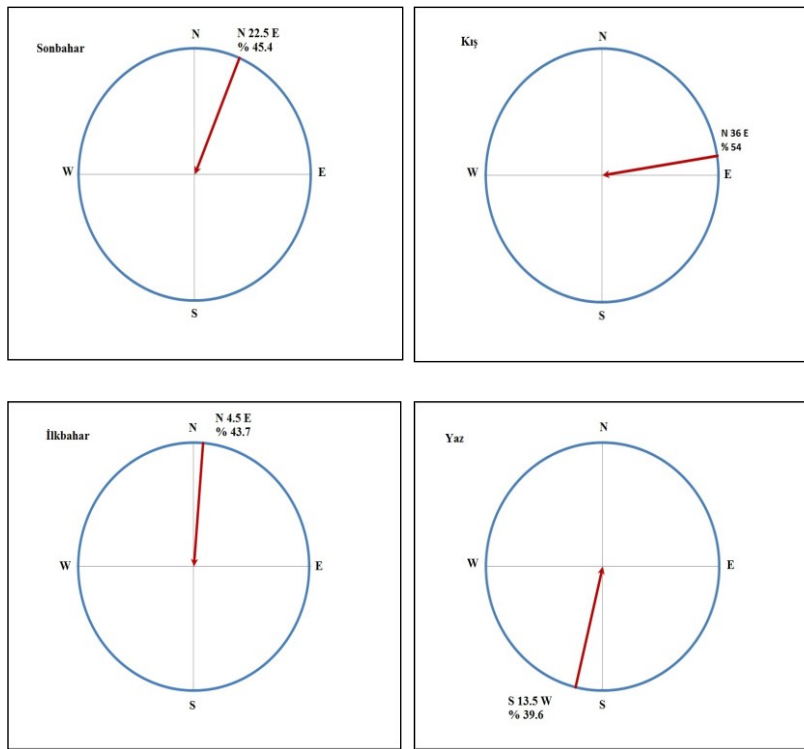 Sonbahar
N
N 22.5 E
% 45.4
W
E
S
Kış
N
N 36 E
% 54
W
E
S
İlkbahar
N
N 4.5 E
% 43.7
W
E
S
Yaz
N
W
E
S 13.5 W
% 39.6
S